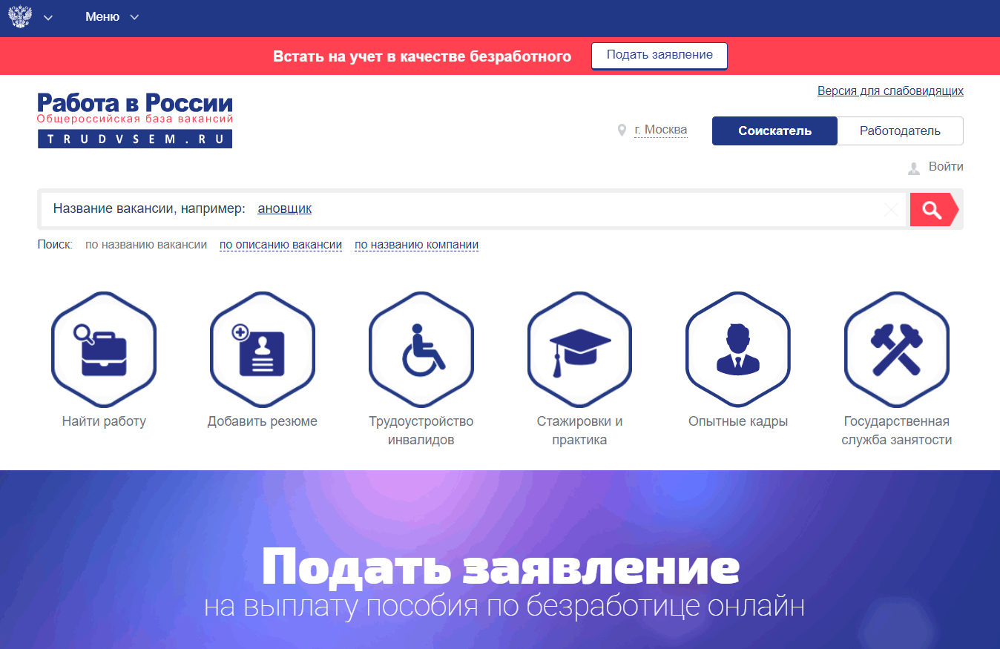 Меню
Встать на учет в качестве безработного Подать заявление
Версия для слабовидящих
Работа в России
Общероссийская база вакансий
TRUDVSEM.RU
г. Москва Соискатель Работодатель
Войти
Название вакансии, например: ановщик
Поиск: по названию вакансии по описанию вакансии по названию компании
Найти работу
Добавить резюме
Трудоустройство
инвалидов
Стажировки и
практика
Опытные кадры
Государственная
служба занятости
Подать заявление
на выплату пособия по безработице онлайн